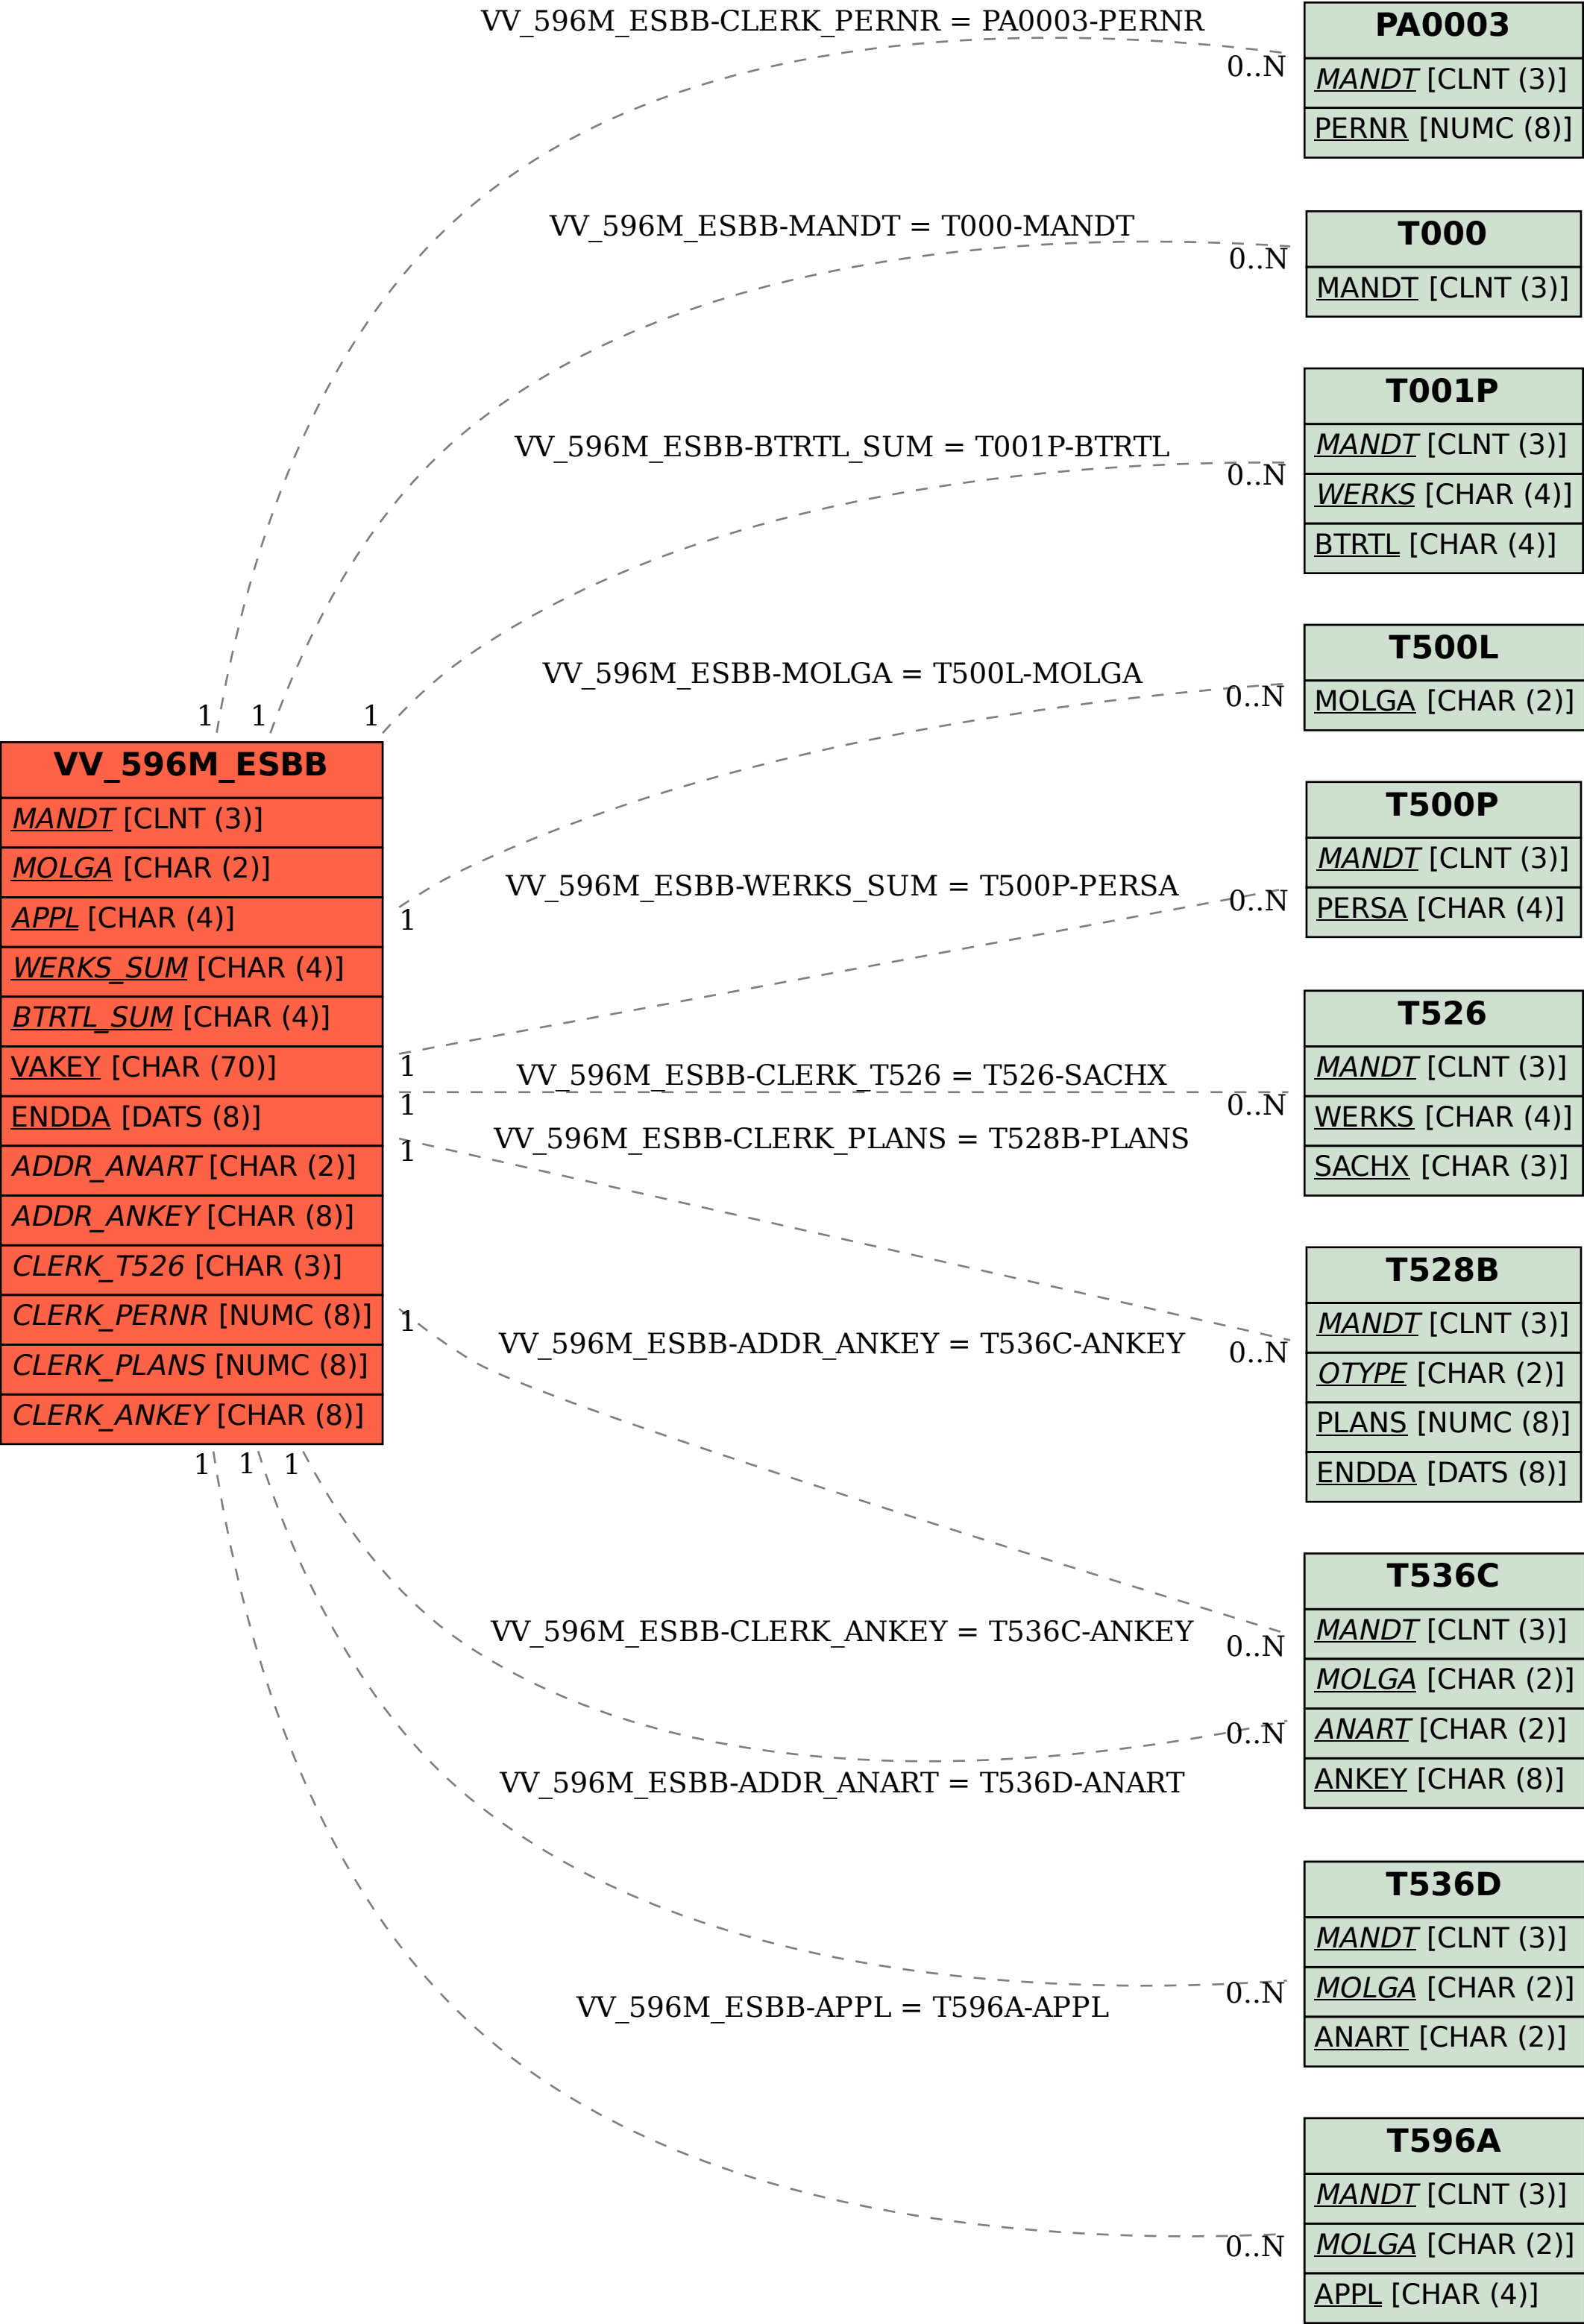 VV_596M_ESBB-CLERK_PERNR = PA0003-PERNR
0..N
PA0003
MANDT [CLNT (3)]
PERNR [NUMC (8)]
VV_596M_ESBB-MANDT = T000-MANDT
0..N
T000
MANDT [CLNT (3)]
VV_596M_ESBB-BTRTL_SUM = T001P-BTRTL
0..N
T001P
MANDT [CLNT (3)]
WERKS [CHAR (4)]
BTRTL [CHAR (4)]
VV_596M_ESBB-MOLGA = T500L-MOLGA
0..N
T500L
MOLGA [CHAR (2)]
1 1 1
VV_596M_ESBB
MANDT [CLNT (3)]
MOLGA [CHAR (2)]
APPL [CHAR (4)]
WERKS_SUM [CHAR (4)]
BTRTL_SUM [CHAR (4)]
VAKEY [CHAR (70)]
ENDDA [DATS (8)]
ADDR_ANART [CHAR (2)]
ADDR_ANKEY [CHAR (8)]
CLERK_T526 [CHAR (3)]
CLERK_PERNR [NUMC (8)]
CLERK_PLANS [NUMC (8)]
CLERK_ANKEY [CHAR (8)]
1
1
1
1
1
1 1 1
VV_596M_ESBB-WERKS_SUM = T500P-PERSA
0..N
T500P
MANDT [CLNT (3)]
PERSA [CHAR (4)]
VV_596M_ESBB-CLERK_T526 = T526-SACHX
0..N
T526
MANDT [CLNT (3)]
WERKS [CHAR (4)]
SACHX [CHAR (3)]
VV_596M_ESBB-CLERK_PLANS = T528B-PLANS
0..N
T528B
MANDT [CLNT (3)]
OTYPE [CHAR (2)]
PLANS [NUMC (8)]
ENDDA [DATS (8)]
VV_596M_ESBB-ADDR_ANKEY = T536C-ANKEY
0..N
VV_596M_ESBB-CLERK_ANKEY = T536C-ANKEY
0..N
T536C
MANDT [CLNT (3)]
MOLGA [CHAR (2)]
ANART [CHAR (2)]
ANKEY [CHAR (8)]
VV_596M_ESBB-ADDR_ANART = T536D-ANART
0..N
T536D
MANDT [CLNT (3)]
MOLGA [CHAR (2)]
ANART [CHAR (2)]
VV_596M_ESBB-APPL = T596A-APPL
0..N
T596A
MANDT [CLNT (3)]
MOLGA [CHAR (2)]
APPL [CHAR (4)]